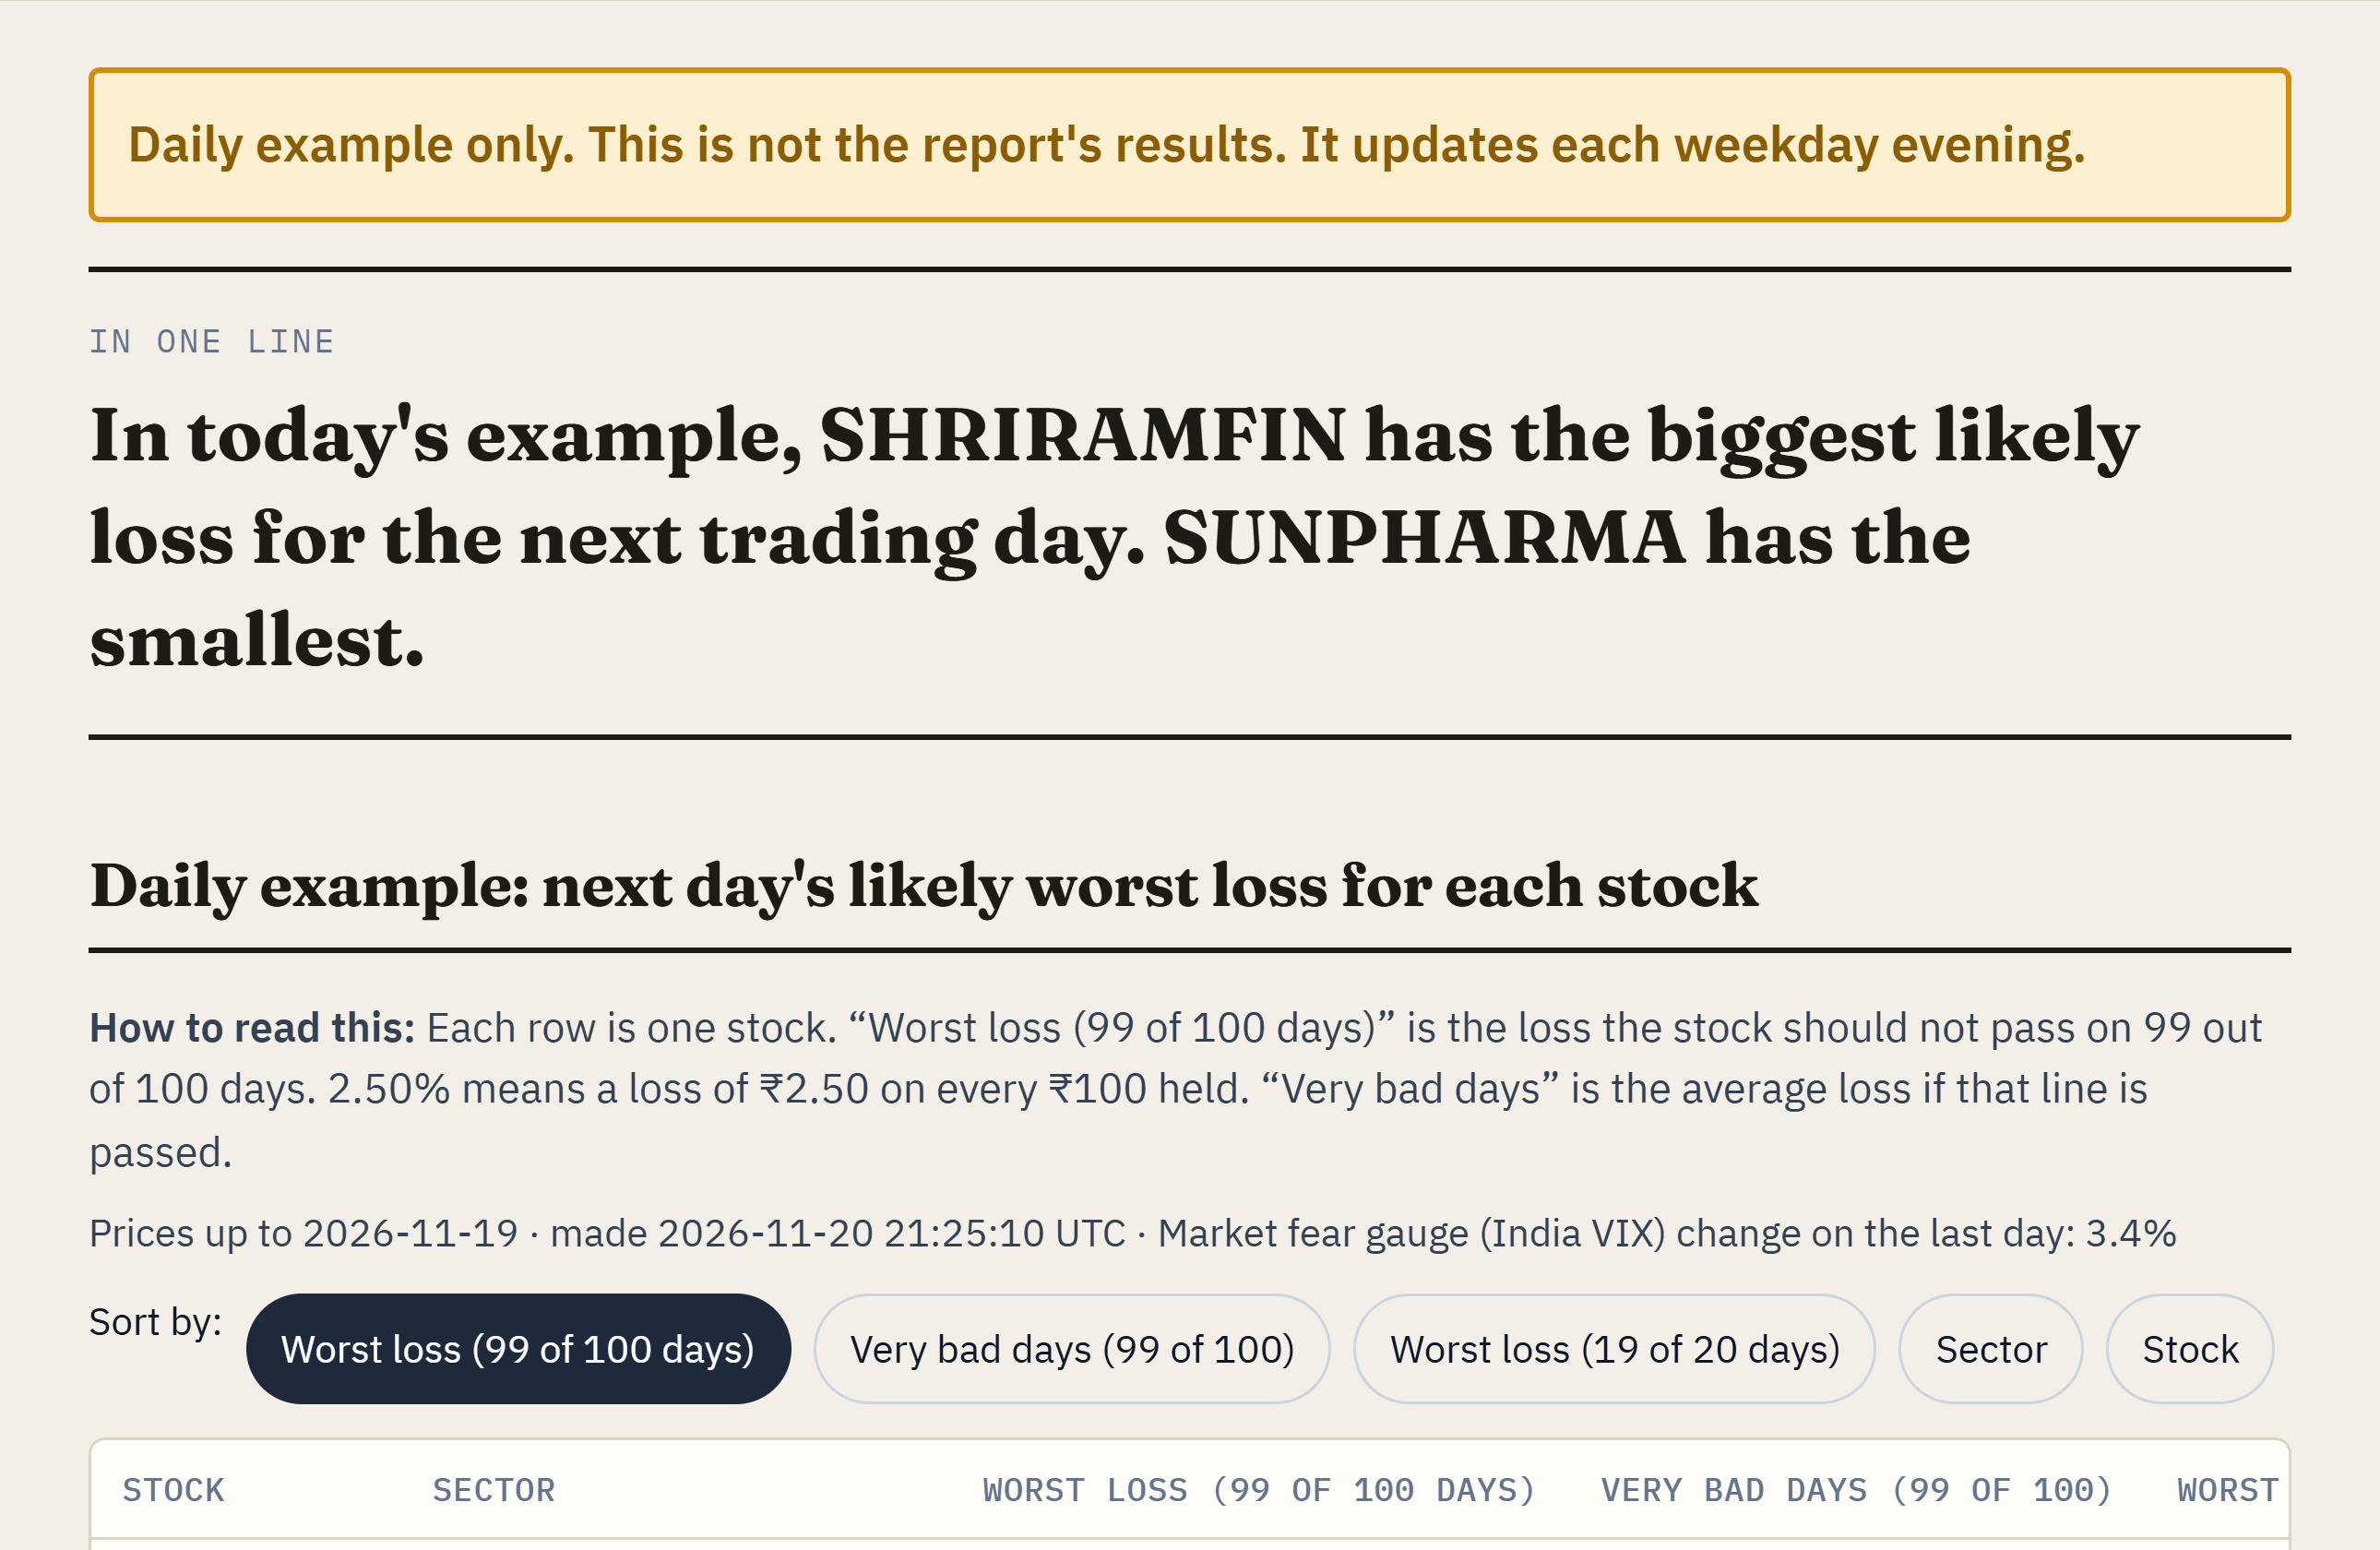 Daily example only. This is not the report's results. It updates each weekday evening.
IN ONE LINE
In today's example, SHRIRAMFIN has the biggest likely
loss for the next trading day. SUNPHARMA has the
smallest.
Daily example: next day's likely worst loss for each stock
How to read this: Each row is one stock. “Worst loss (99 of 100 days)” is the loss the stock should not pass on 99 out
of 100 days. 2.50% means a loss of ₹2.50 on every ₹100 held. “Very bad days” is the average loss if that line is
passed.
Prices up to 2026-11-19 · made 2026-11-20 21:25:10 UTC · Market fear gauge (India VIX) change on the last day: 3.4%
Sort by: Worst loss (99 of 100 days) Very bad days (99 of 100) Worst loss (19 of 20 days) Sector Stock
STOCK SECTOR WORST LOSS (99 OF 100 DAYS) VERY BAD DAYS (99 OF 100) WORST